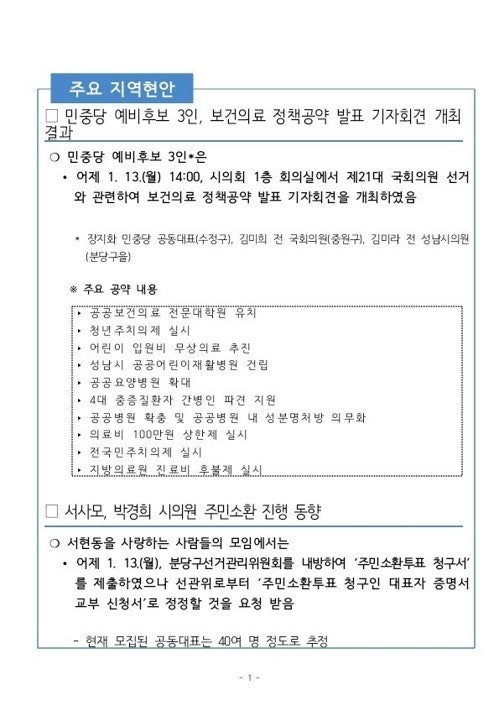 주요 지역현안
□ 민중당 예비후보 3인, 보건의료 정책공약 발표 기자회견 개최
결과
❍ 민중당 예비후보 3인*은
• 어제 1. 13.(월) 14:00, 시의회 1층 회의실에서 제21대 국회의원 선거
와 관련하여 보건의료 정책공약 발표 기자회견을 개최하였음
* 장지화 민중당 공동대표(수정구), 김미희 전 국회의원(중원구), 김미라 전 성남시의원
(분당구을)
※ 주요 공약 내용
▸ 공공보건의료 전문대학원 유치
▸ 청년주치의제 실시
▸ 어린이 입원비 무상의료 추진
▸ 성남시 공공어린이재활병원 건립
▸ 공공요양병원 확대
▸ 4대 중증질환자 간병인 파견 지원
▸ 공공병원 확충 및 공공병원 내 성분명처방 의무화
▸ 의료비 100만원 상한제 실시
▸ 전국민주치의제 실시
▸ 지방의료원 진료비 후불제 실시
□ 서사모, 박경희 시의원 주민소환 진행 동향
❍ 서현동을 사랑하는 사람들의 모임에서는
• 어제 1. 13.(월), 분당구선거관리위원회를 내방하여 ‘주민소환투표 청구서’
를 제출하였으나 선관위로부터 ‘주민소환투표 청구인 대표자 증명서
교부 신청서’로 정정할 것을 요청 받음
- 현재 모집된 공동대표는 40여 명 정도로 추정
- 1 -